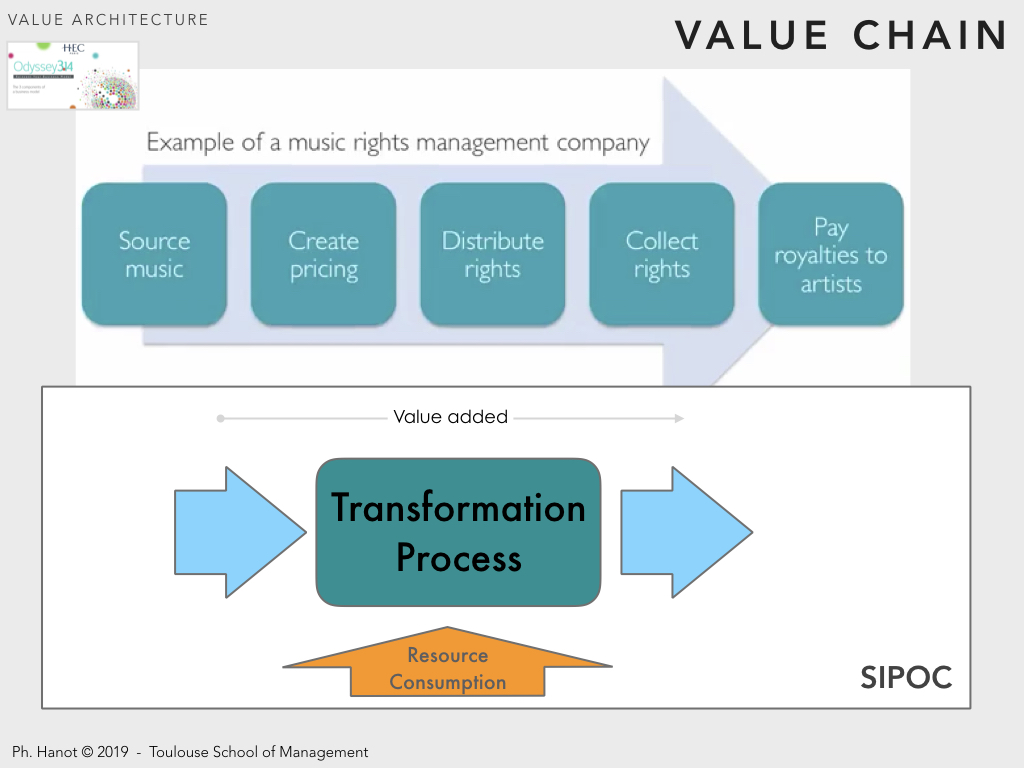 VALUE ARCHITECTURE
VALUE CHAIN
HEC
PARIS
Odyssey3.14
Example of a music rights management company
Source
music
Create
pricing
Distribute
rights
Collect
rights
Pay
royalties to
artists
Value added
Transformation
Process
Resource
Consumption
SIPOC
Ph. Hanot © 2019 - Toulouse School of Management